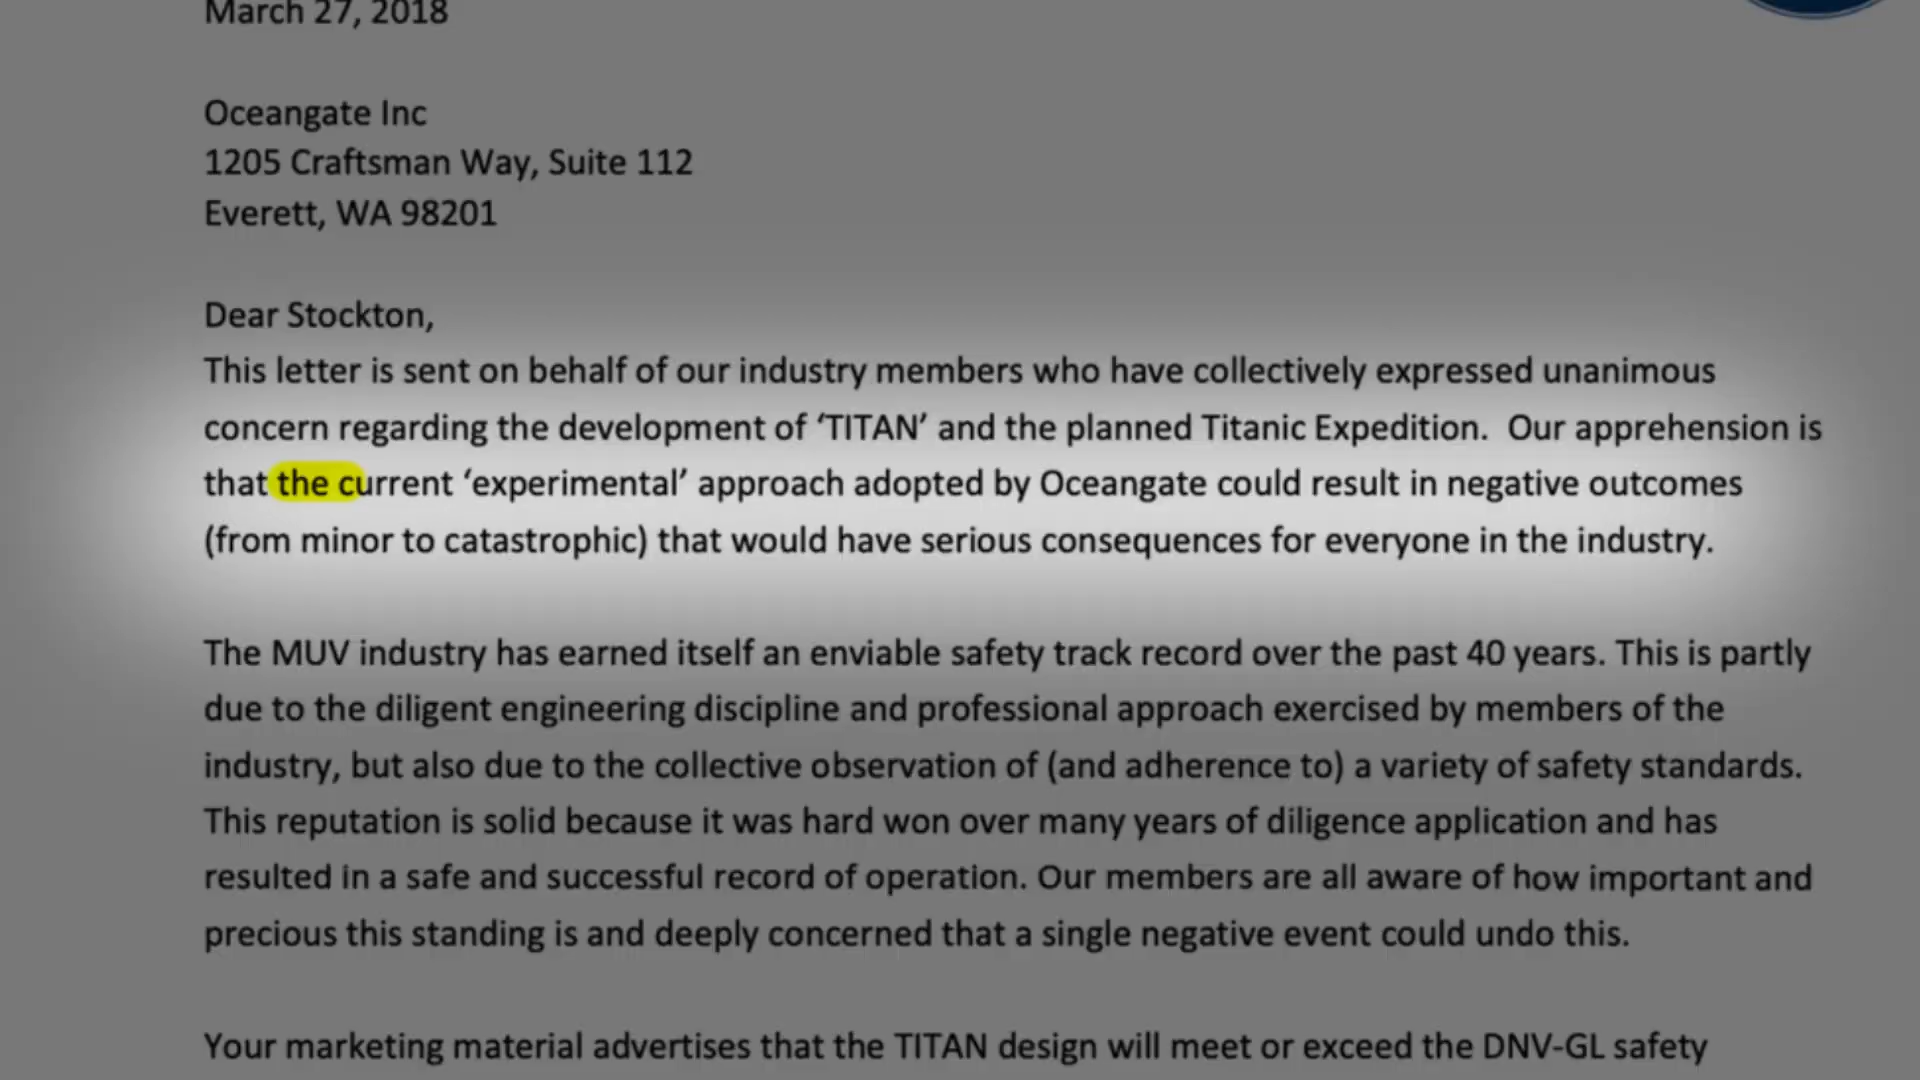 March 27, 2018
Oceangate Inc
1205 Craftsman Way, Suite 112
Everett, WA 98201
Dear Stockton,
This letter is sent on behalf of our industry members who have collectively expressed unanimous
concern regarding the development of ‘TITAN’ and the planned Titanic Expedition.  Our apprehension is
that the current ‘experimental’ approach adopted by Oceangate could result in negative outcomes
(from minor to catastrophic) that would have serious consequences for everyone in the industry.
The MUV industry has earned itself an enviable safety track record over the past 40 years. This is partly
due to the diligent engineering discipline and professional approach exercised by members of the
industry, but also due to the collective observation of (and adherence to) a variety of safety standards.
This reputation is solid because it was hard won over many years of diligence application and has
resulted in a safe and successful record of operation. Our members are all aware of how important and
precious this standing is and deeply concerned that a single negative event could undo this.
Your marketing material advertises that the TITAN design will meet or exceed the DNV-GL safety